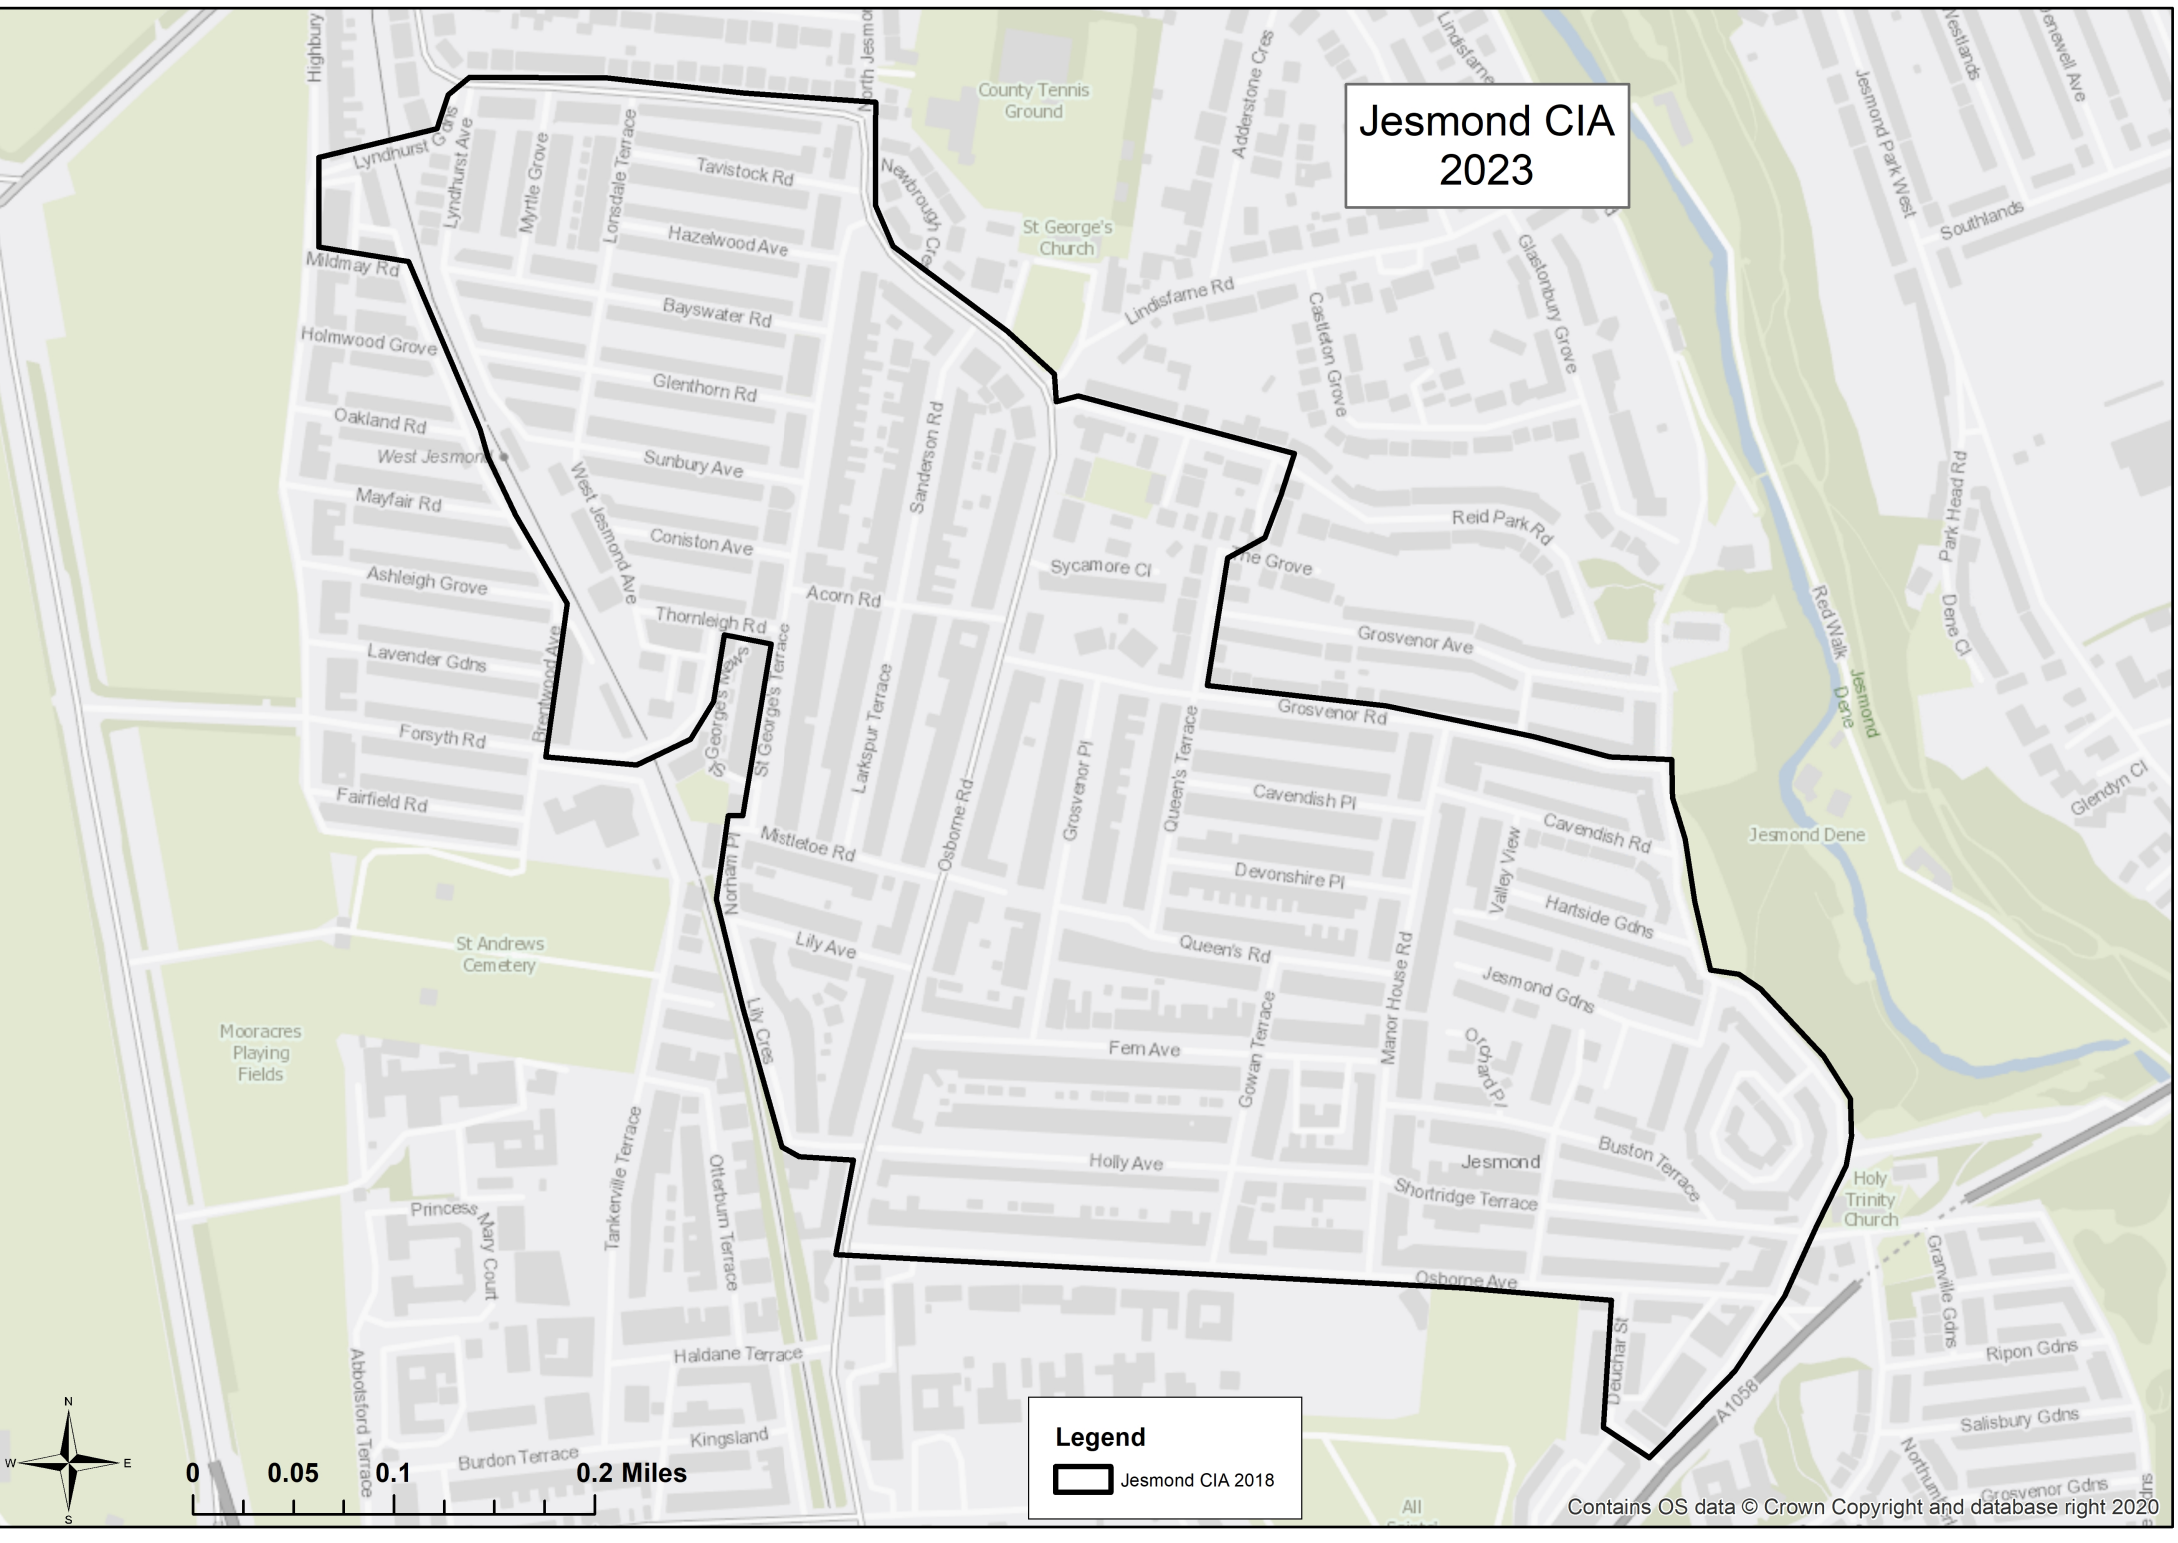 Jesmond CIA
2023
Highbury
North Jesmo
County Tennis
Ground
Adderstone Cres
Lindisfarne
Westlands
enewell Ave
Jesmond Park West
Southlands
Lyndhurst Gdns
Lyndhurst Ave
Myrtle Grove
Lonsdale Terrace
Tavistock Rd
Newbrough Cre
St George's
Church
Hazelwood Ave
Mildmay Rd
Lindisfarne Rd
Glastonbury Grove
Castleton Grove
Bayswater Rd
Holmwood Grove
Glenthorn Rd
Oakland Rd
West Jesmond
Sunbury Ave
Sanderson Rd
Mayfair Rd
West Jesmond Ave
Coniston Ave
Reid Park Rd
Park Head Rd
Sycamore Cl
The Grove
Ashleigh Grove
Acorn Rd
Thornleigh Rd
Grosvenor Ave
Red Walk
Dene Cl
Lavender Gdns
Brentwood Ave
St George's Mews
St George's Terrace
Larkspur Terrace
Jesmond
Dene
Forsyth Rd
Grosvenor Rd
Grosvenor Pl
Queen's Terrace
Fairfield Rd
Cavendish Pl
Cavendish Rd
Glendyn Cl
Jesmond Dene
Mistletoe Rd
Osborne Rd
Norham Pl
Devonshire Pl
Valley View
Hartside Gdns
St Andrews
Cemetery
Lily Ave
Queen's Rd
Manor House Rd
Jesmond Gdns
Mooracres
Playing
Fields
Lily Cres
Fern Ave
Gowan Terrace
Orchard Pl
Tankerville Terrace
Otterburn Terrace
Holly Ave
Jesmond
Buston Terrace
Shortridge Terrace
Holy
Trinity
Church
Princess Mary Court
Osborne Ave
Granville Gdns
Deuchar St
Ripon Gdns
Haldane Terrace
Abbotsford Terrace
A1058
Salisbury Gdns
Burdon Terrace
Kingsland
Grosvenor Gdns
All
N
W
E
S
0
0.05
0.1
0.2 Miles
Legend
Jesmond CIA 2018
Contains OS data © Crown Copyright and database right 2020